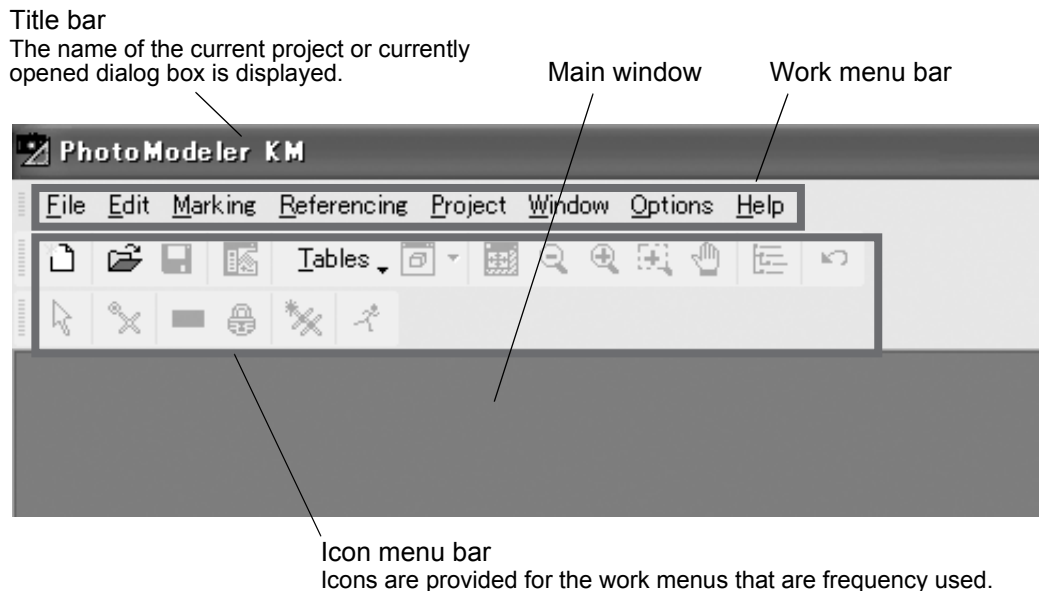 Title bar
The name of the current project or currently
opened dialog box is displayed.
Main window
Work menu bar
PhotoModeler KM
File Edit Marking Referencing Project Window Options Help
Tables
Icon menu bar
Icons are provided for the work menus that are frequency used.